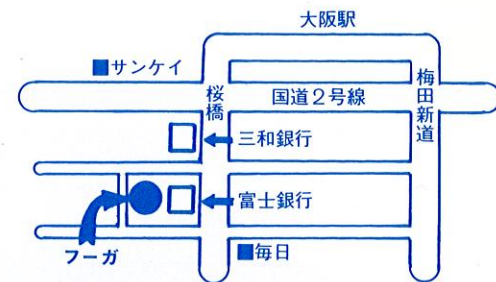 大阪駅
■サンケイ
桜橋
国道2号線
梅田新道
三和銀行
富士銀行
フーガ
■毎日